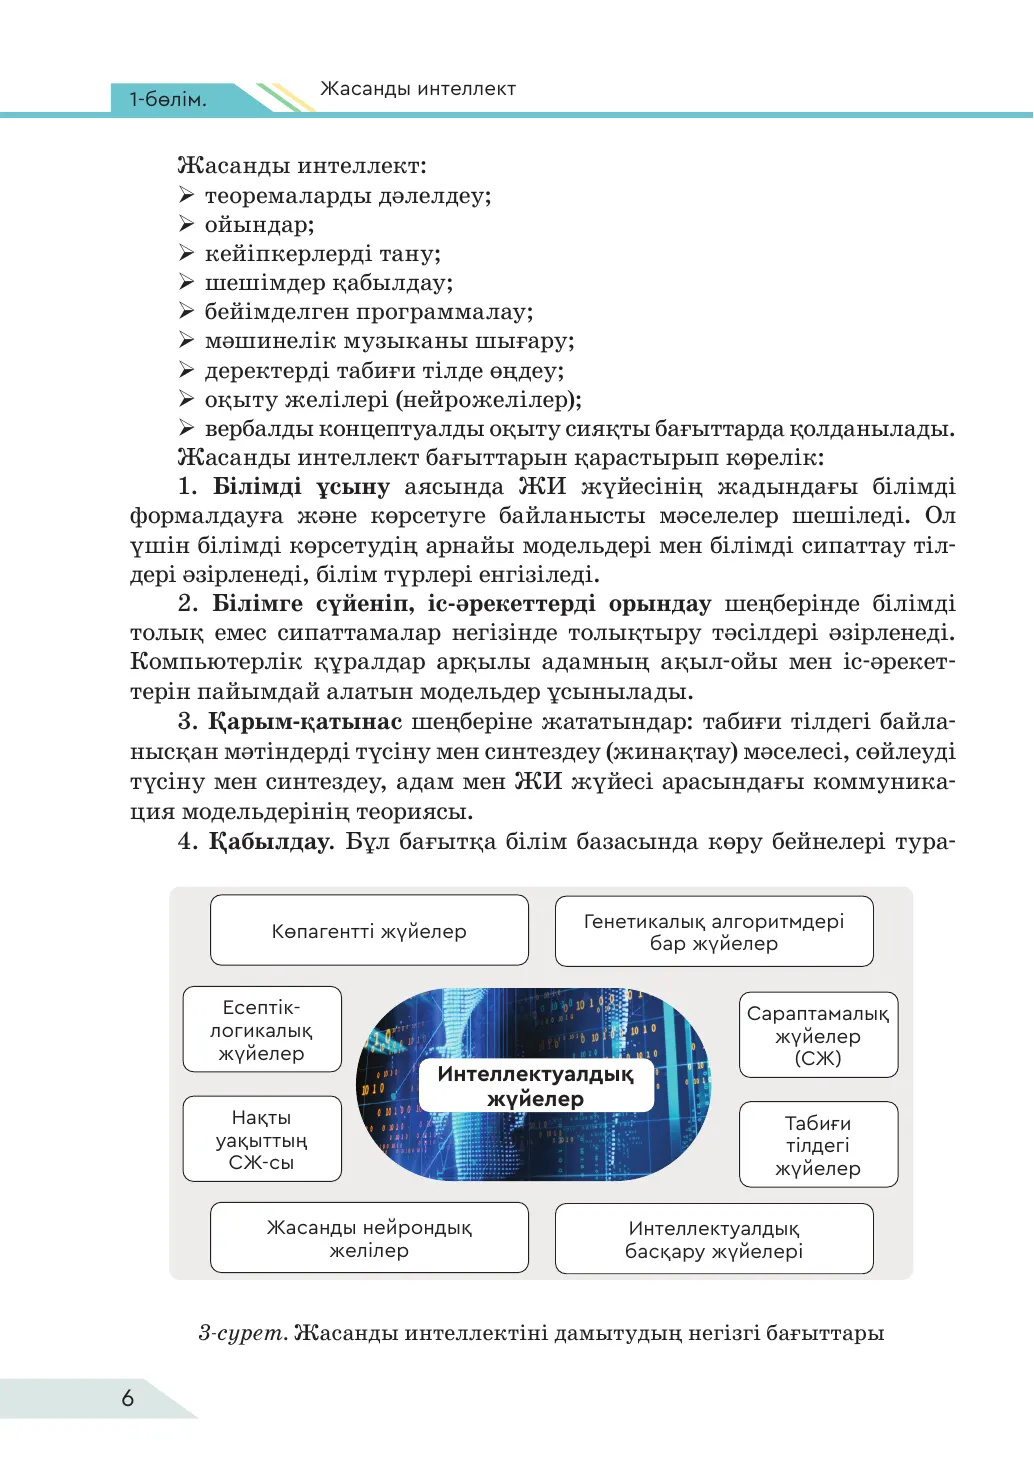 1-бөлім.
Жасанды интеллект
Жасанды интеллект:
➢ теоремаларды дәлелдеу;
➢ ойындар;
➢ кейіпкерлерді тану;
➢ шешімдер қабылдау;
➢ бейімделген программалау;
➢ мәшинелік музыканы шығару;
➢ деректерді табиғи тілде өңдеу;
➢ оқыту желілері (нейрожелілер);
➢ вербалды концептуалды оқыту сияқты бағыттарда қолданылады.
Жасанды интеллект бағыттарын қарастырып көрелік:
1. Білімді ұсыну аясында ЖИ жүйесінің жадындағы білімді
формалдауға және көрсетуге байланысты мәселелер шешіледі. Ол
үшін білімді көрсетудің арнайы модельдері мен білімді сипаттау тіл-
дері әзірленеді, білім түрлері енгізіледі.
2. Білімге сүйеніп, іс-әрекеттерді орындау шеңберінде білімді
толық емес сипаттамалар негізінде толықтыру тәсілдері әзірленеді.
Компьютерлік құралдар арқылы адамның ақыл-ойы мен іс-әрекет-
терін пайымдай алатын модельдер ұсынылады.
3. Қарым-қатынас шеңберіне жататындар: табиғи тілдегі байла-
нысқан мәтіндерді түсіну мен синтездеу (жинақтау) мәселесі, сөйлеуді
түсіну мен синтездеу, адам мен ЖИ жүйесі арасындағы коммуника-
ция модельдерінің теориясы.
4. Қабылдау. Бұл бағытқа білім базасында көру бейнелері тура-
Көпагентті жүйелер
Генетикалық алгоритмдері
бар жүйелер
Есептік-
логикалық
жүйелер
Сараптамалық
жүйелер
(СЖ)
Интеллектуалдық
жүйелер
Нақты
уақыттың
СЖ-сы
Табиғи
тілдегі
жүйелер
Жасанды нейрондық
желілер
Интеллектуалдық
басқару жүйелері
3-сурет. Жасанды интеллектіні дамытудың негізгі бағыттары
6